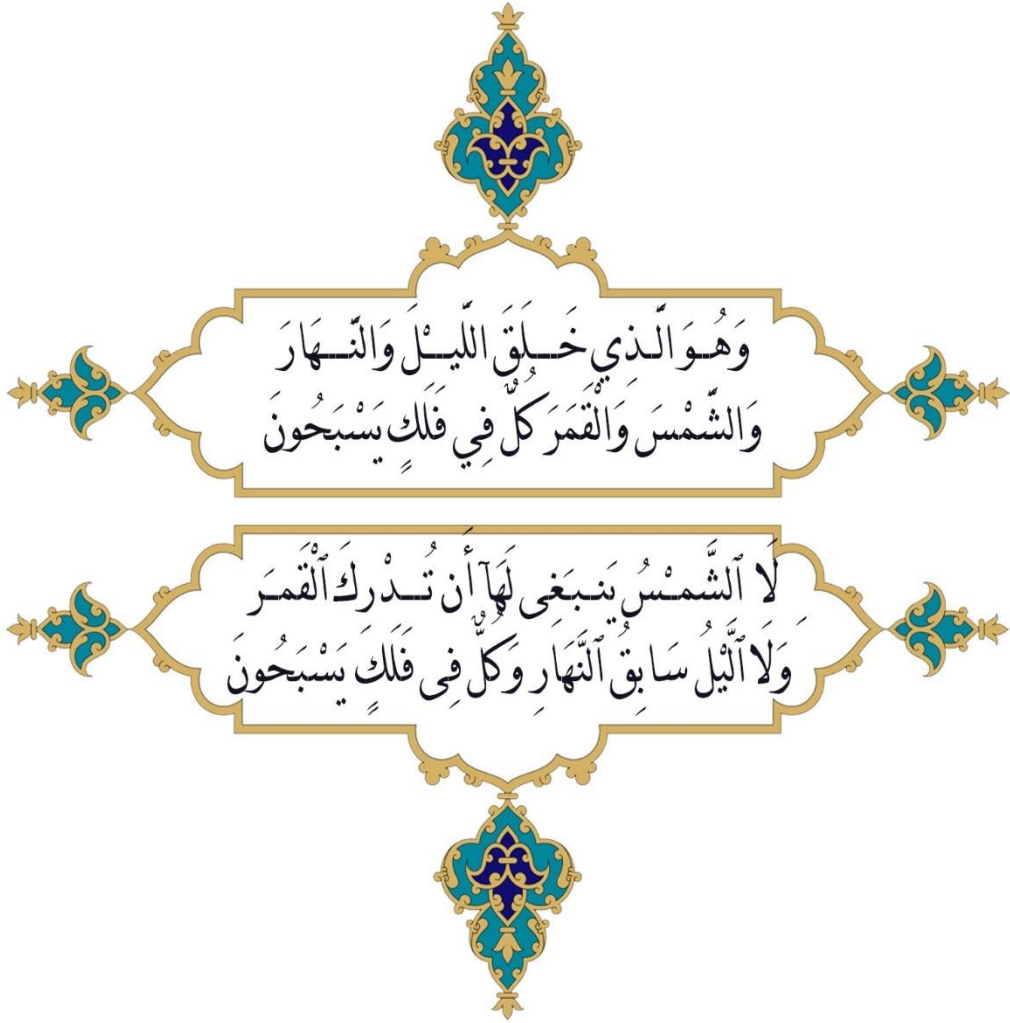 وَهُوَ الَّذِي خَلَقَ اللَّيْلَ وَالنَّهَارَ
وَالشَّمْسَ وَالْقَمَرَ كُلٌّ فِي فَلَكٍ يَسْبَحُونَ
لَا ٱلشَّمْسُ يَنۢبَغِى لَهَآ أَن تُدْرِكَ ٱلْقَمَرَ
وَلَا ٱلَّيْلُ سَابِقُ ٱلنَّهَارِ وَكُلٌّ فِى فَلَكٍ يَسْبَحُونَ